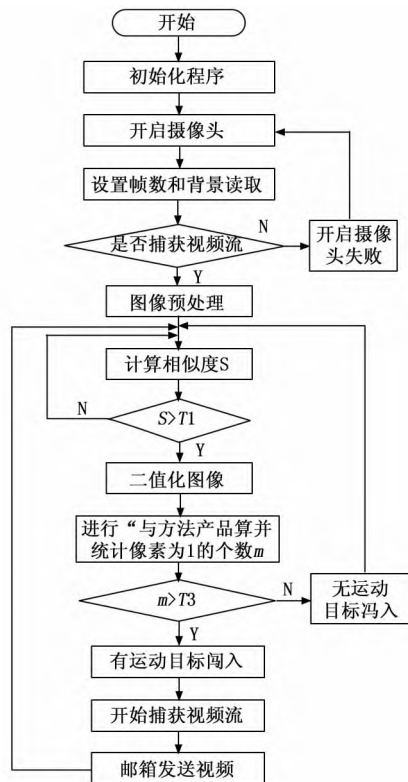 开始
初始化程序
开启摄像头
设置帧数和背景读取
是否捕获视频流
N
开启摄像
头失败
Y
图像预处理
计算相似度S
N
S>T1
Y
二值化图像
进行“与方法产品算并
统计像素为1的个数m
m>T3
N
无运动
目标冯入
Y
有运动目标闯入
开始捕获视频流
邮箱发送视频